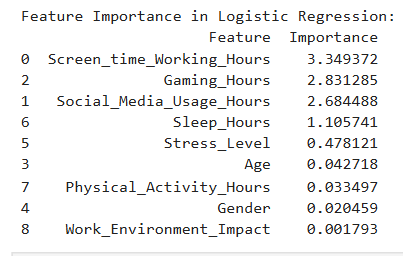 Feature Importance in Logistic Regression:
Feature Importance
0 Screen_time_Working_Hours 3.349372
2 Gaming_Hours 2.831285
1 Social_Media_Usage_Hours 2.684488
6 Sleep_Hours 1.105741
5 Stress_Level 0.478121
3 Age 0.042718
7 Physical_Activity_Hours 0.033497
4 Gender 0.020459
8 Work_Environment_Impact 0.001793